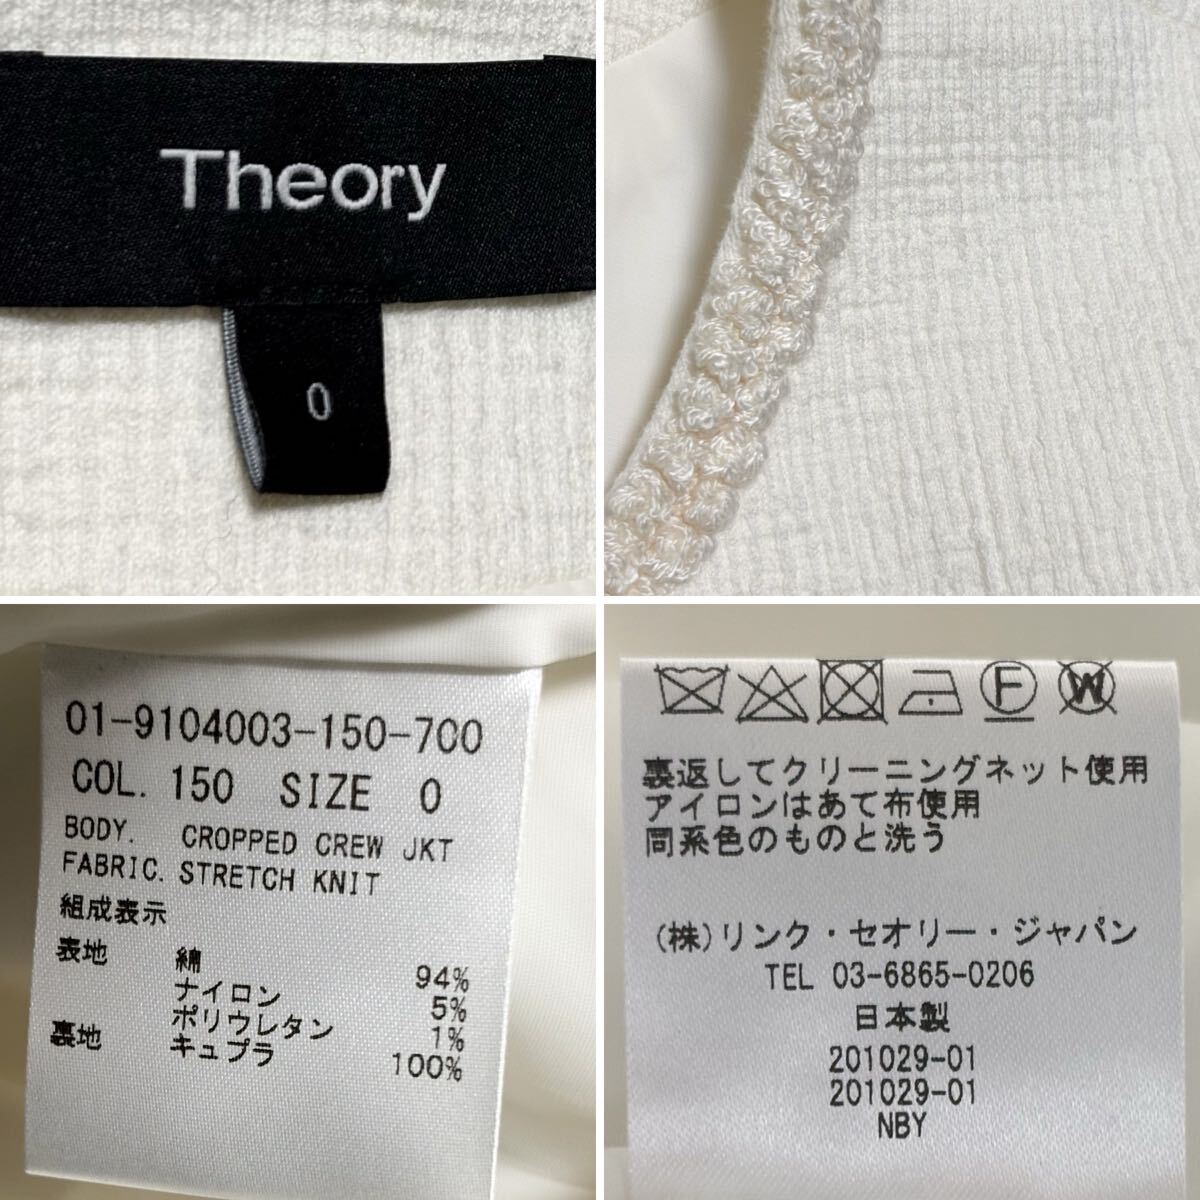 Theory
0
01-9104003-150-700
COL. 150 SIZE 0
BODY. CROPPED CREW JKT
FABRIC. STRETCH KNIT
組成表示
表地 綿 94%
ナイロン 5%
ポリウレタン 1%
裏地 キュプラ 100%
F W
裏返してクリーニングネット使用
アイロンはあて布使用
同系色のものと洗う
(株)リンク・セオリー・ジャパン
TEL 03-6865-0206
日本製
201029-01
201029-01
NBY